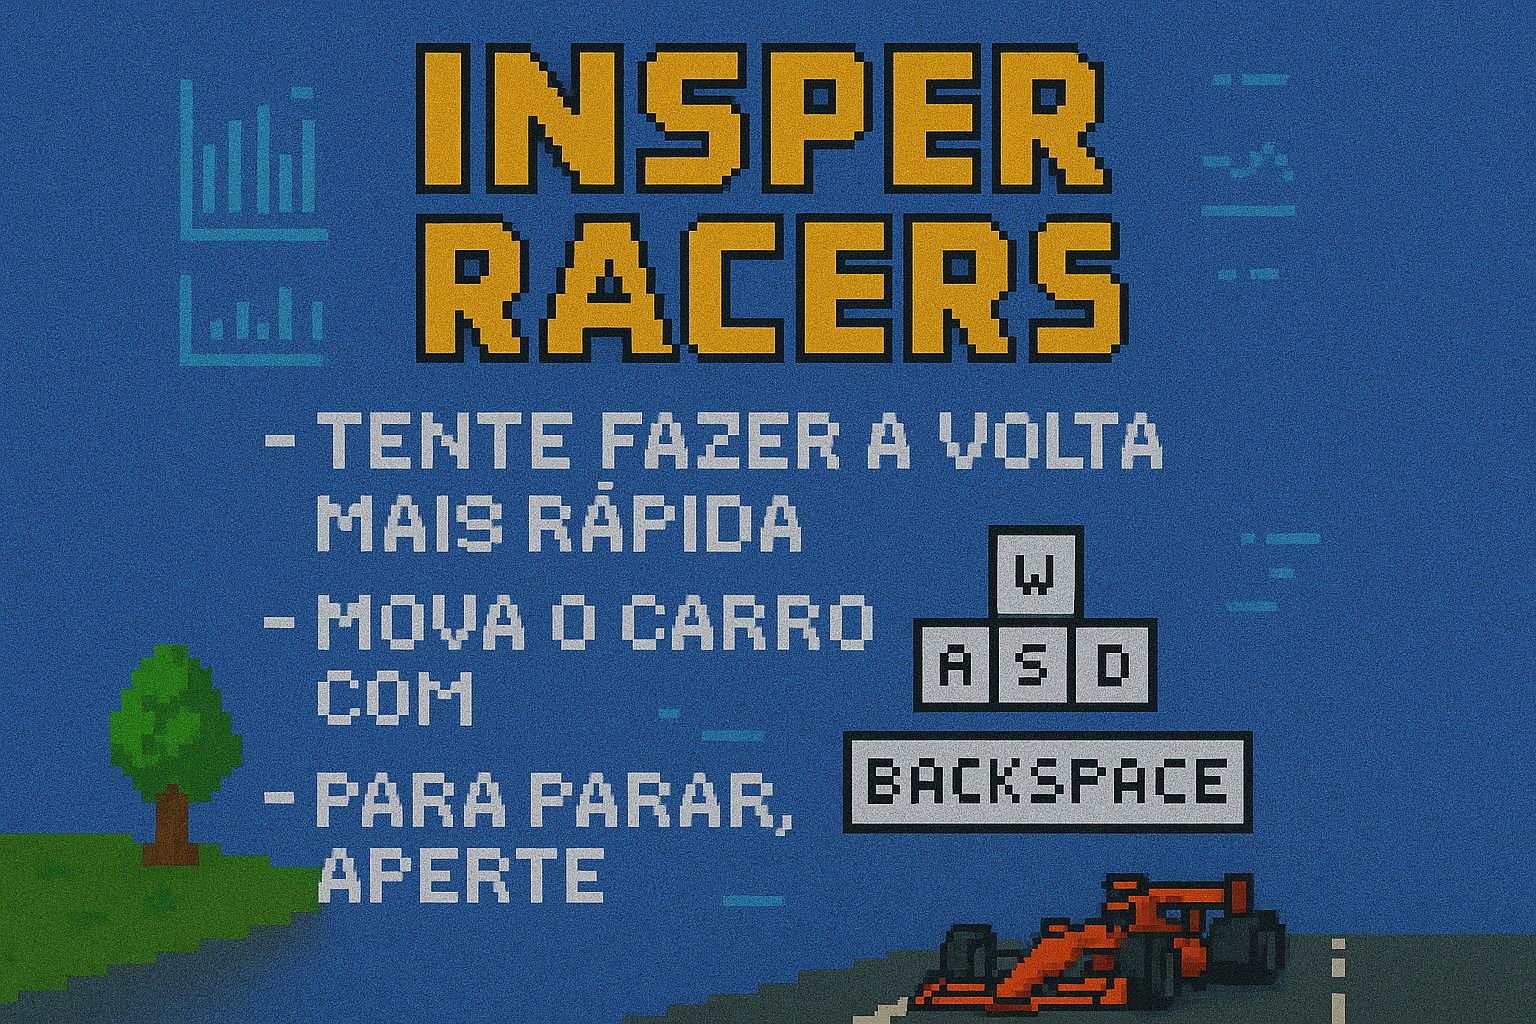 INSPER
RACERS
- TENTE FAZER A VOLTA
MAIS RÁPIDA
- MOVA O CARRO
COM
W
A S D
- PARA PARAR,
APERTE
BACKSPACE